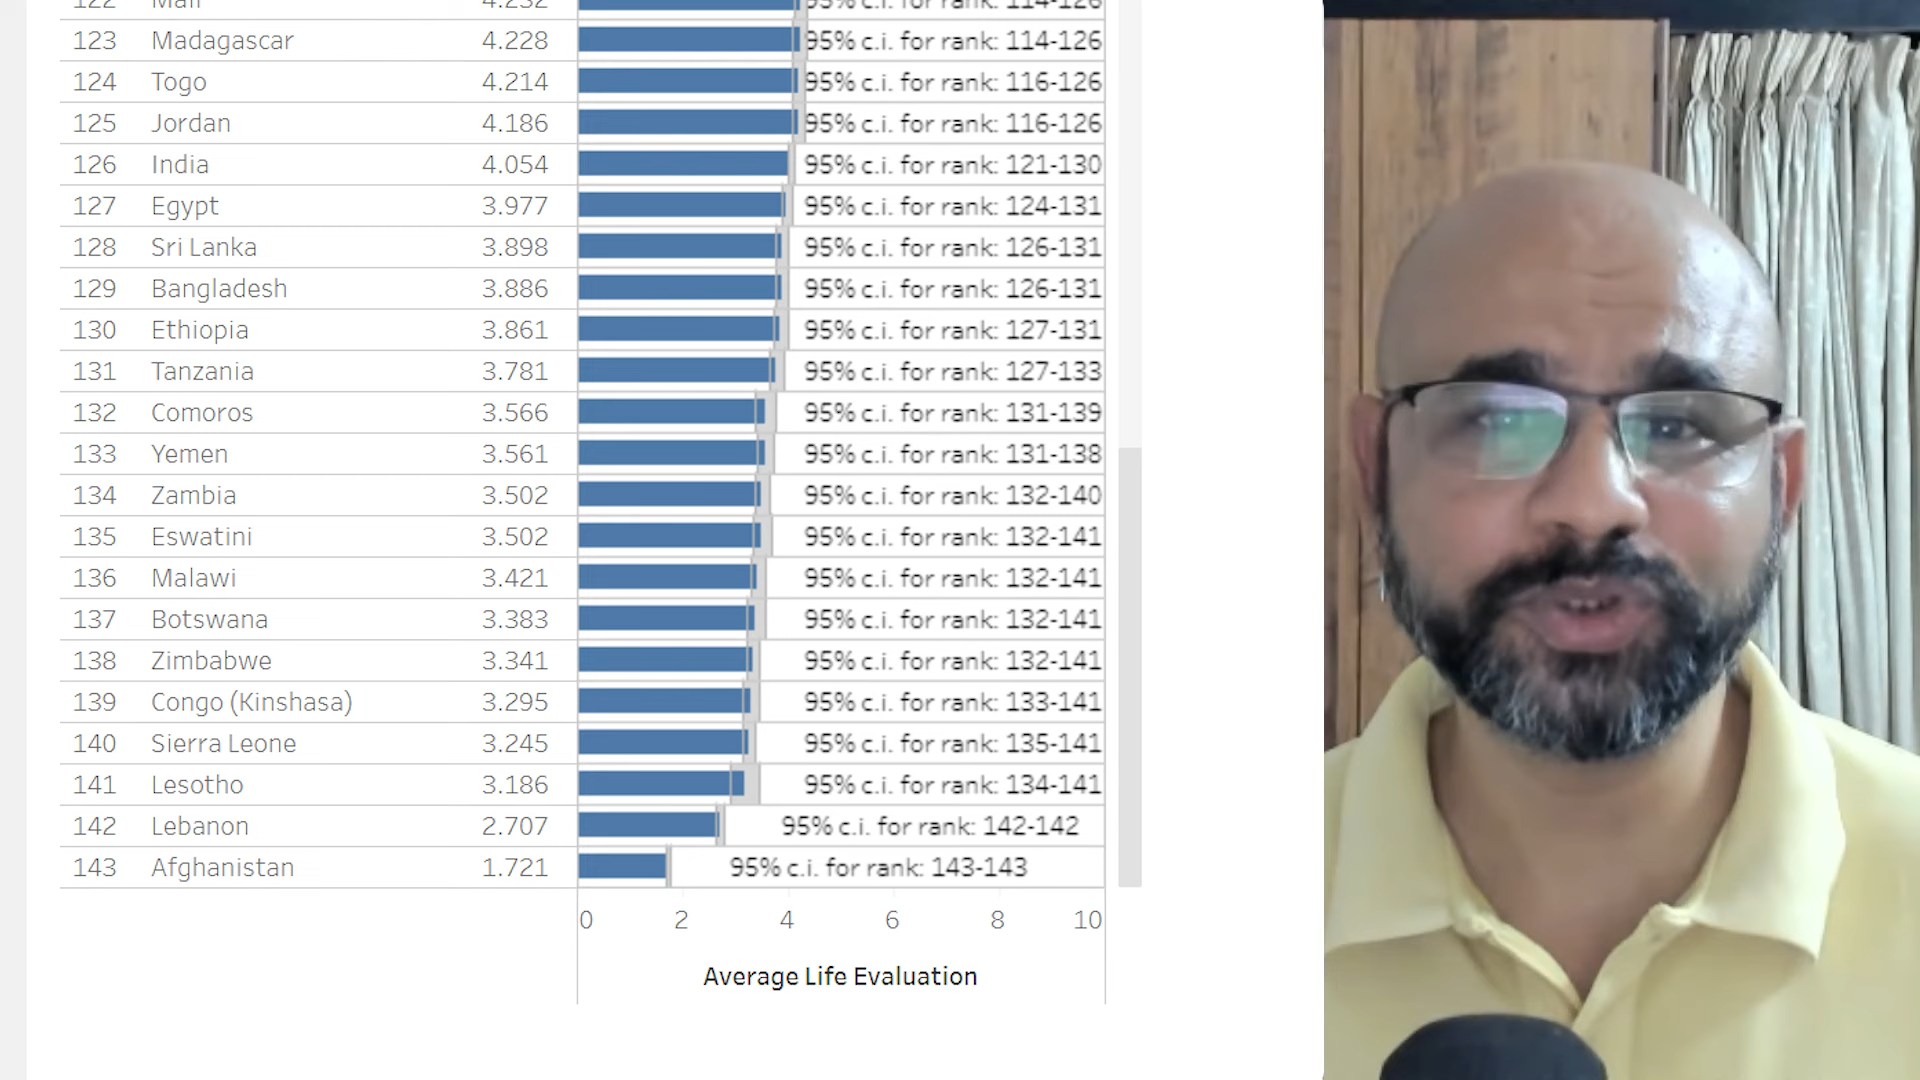 122 Mali 4.232 95% c.i. for rank: 114-126
123 Madagascar 4.228 95% c.i. for rank: 114-126
124 Togo 4.214 95% c.i. for rank: 116-126
125 Jordan 4.186 95% c.i. for rank: 116-126
126 India 4.054 95% c.i. for rank: 121-130
127 Egypt 3.977 95% c.i. for rank: 124-131
128 Sri Lanka 3.898 95% c.i. for rank: 126-131
129 Bangladesh 3.886 95% c.i. for rank: 126-131
130 Ethiopia 3.861 95% c.i. for rank: 127-131
131 Tanzania 3.781 95% c.i. for rank: 127-133
132 Comoros 3.566 95% c.i. for rank: 131-139
133 Yemen 3.561 95% c.i. for rank: 131-138
134 Zambia 3.502 95% c.i. for rank: 132-140
135 Eswatini 3.502 95% c.i. for rank: 132-141
136 Malawi 3.421 95% c.i. for rank: 132-141
137 Botswana 3.383 95% c.i. for rank: 132-141
138 Zimbabwe 3.341 95% c.i. for rank: 132-141
139 Congo (Kinshasa) 3.295 95% c.i. for rank: 133-141
140 Sierra Leone 3.245 95% c.i. for rank: 135-141
141 Lesotho 3.186 95% c.i. for rank: 134-141
142 Lebanon 2.707 95% c.i. for rank: 142-142
143 Afghanistan 1.721 95% c.i. for rank: 143-143
0 2 4 6 8 10
Average Life Evaluation